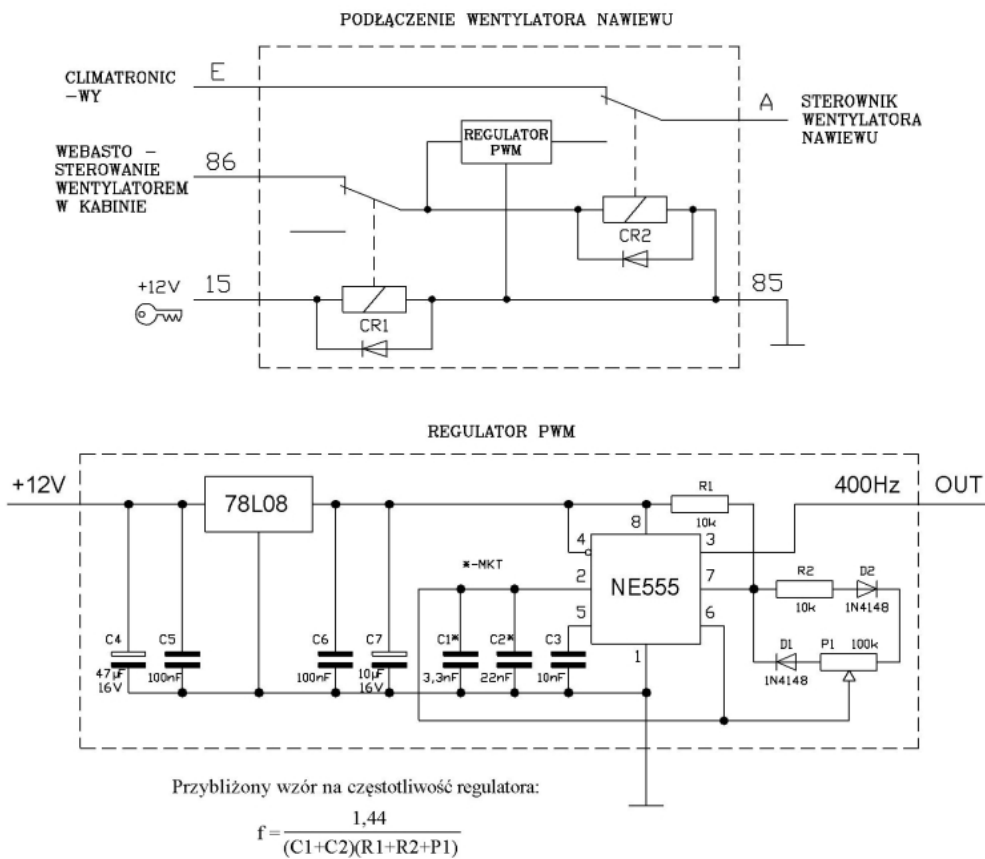 PODŁĄCZENIE WENTYLATORA NAWIEWU
CLIMATRONIC
-WY
E
A
STEROWNIK
WENTYLATORA
NAWIEWU
REGULATOR
PWM
WEBASTO -
STEROWANIE
WENTYLATOREM
W KABINIE
86
CR2
+12V
15
85
CR1
REGULATOR PWM
+12V
78L08
R1
10k
400Hz
OUT
8
4
3
*-MKT
2
NE555
7
R2
10k
D2
1N4148
5
6
C4
47µF
16V
C5
100nF
C6
100nF
C7
10µF
16V
C1*
3,3nF
C2*
22nF
C3
10nF
1
D1
1N4148
P1
100k
Przybliżony wzór na częstotliwość regulatora:
f = 1,44
(C1+C2)(R1+R2+P1)